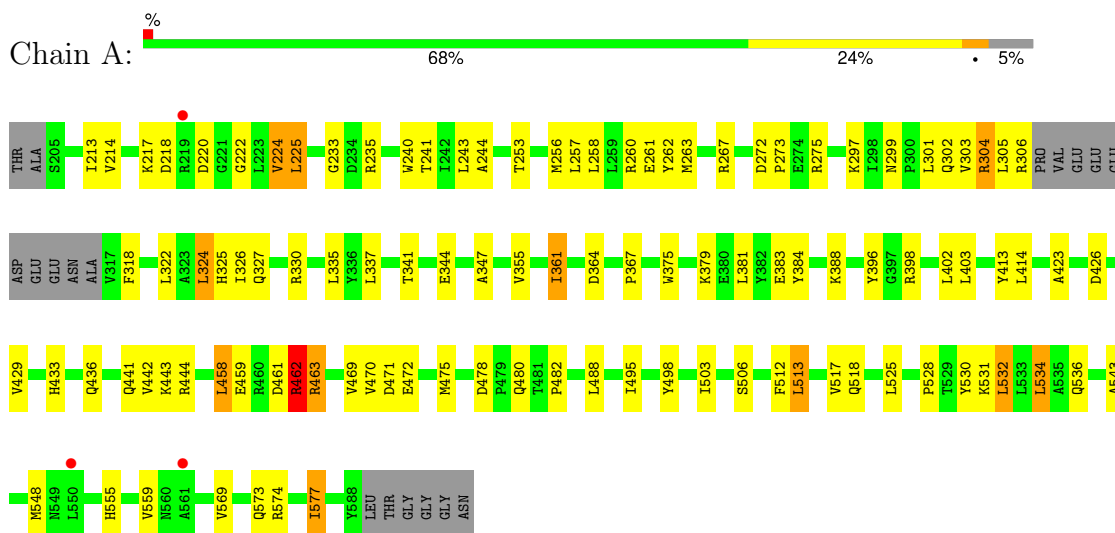 %
Chain A:
68% 24% • 5%
THR ALA S205 I213 V214 K217 D218 R219 D220 G221 G222 L223 V224 L225 G233 D234 R235 W240 T241 I242 L243 A244 T253 M256 L257 L258 L259 R260 E261 Y262 M263 R267 D272 P273 E274 R275 K297 I298 N299 P300 L301 Q302 V303 R304 L305 R306 PRO VAL GLU GLU GLU
ASP GLU GLU ASN ALA V317 F318 L322 A323 L324 H325 I326 Q327 R330 L335 Y336 L337 T341 E344 A347 V355 I361 D364 P367 W375 K379 E380 L381 Y382 E383 Y384 K388 Y396 G397 R398 L402 L403 Y413 L414 A423 D426
V429 H433 Q436 Q441 V442 K443 R444 L458 E459 R460 D461 R462 R463 V469 V470 D471 E472 M475 D478 P479 Q480 T481 P482 L488 I495 Y498 I503 S506 F512 L513 V517 Q518 L525 P528 T529 Y530 K531 L532 L533 L534 A535 Q536 A543
M548 N549 L550 H555 V559 N560 A561 V569 Q573 R574 I577 Y588 LEU THR GLY GLY GLY ASN